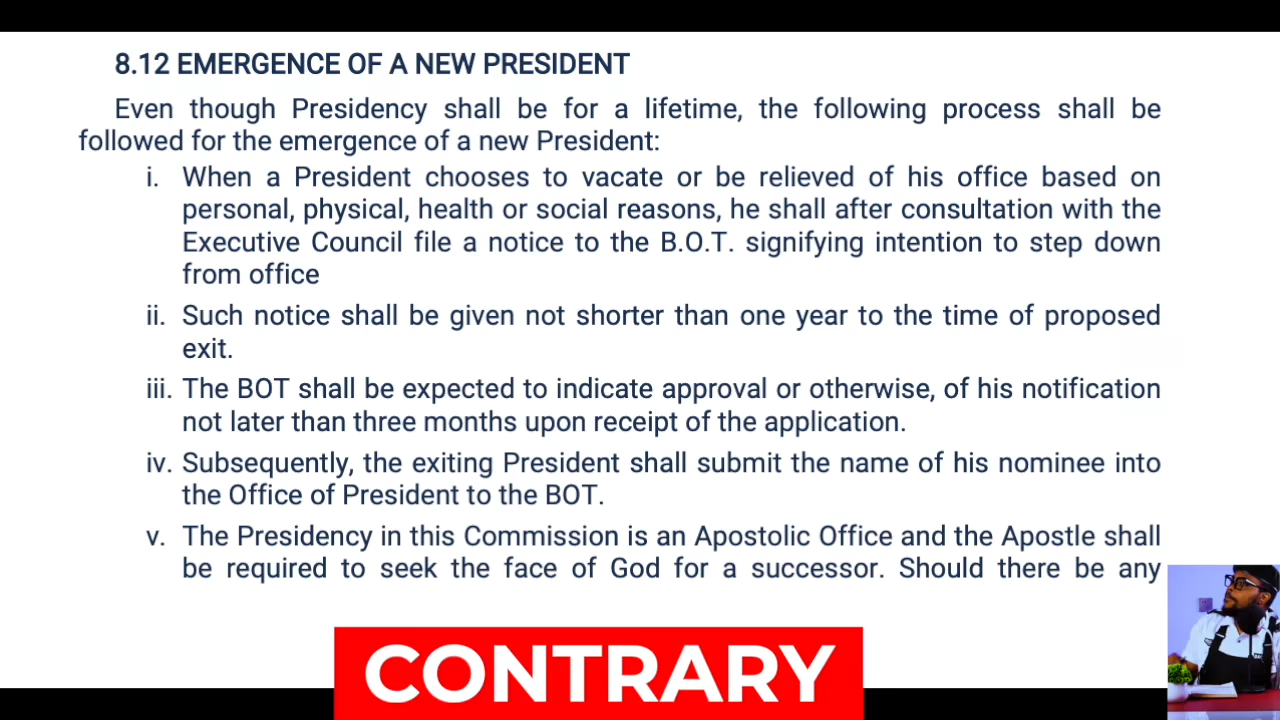 8.12 EMERGENCE OF A NEW PRESIDENT
Even though Presidency shall be for a lifetime, the following process shall be
followed for the emergence of a new President:
i. When a President chooses to vacate or be relieved of his office based on
personal, physical, health or social reasons, he shall after consultation with the
Executive Council file a notice to the B.O.T. signifying intention to step down
from office
ii. Such notice shall be given not shorter than one year to the time of proposed
exit.
iii. The BOT shall be expected to indicate approval or otherwise, of his notification
not later than three months upon receipt of the application.
iv. Subsequently, the exiting President shall submit the name of his nominee into
the Office of President to the BOT.
v. The Presidency in this Commission is an Apostolic Office and the Apostle shall
be required to seek the face of God for a successor. Should there be any
CONTRARY